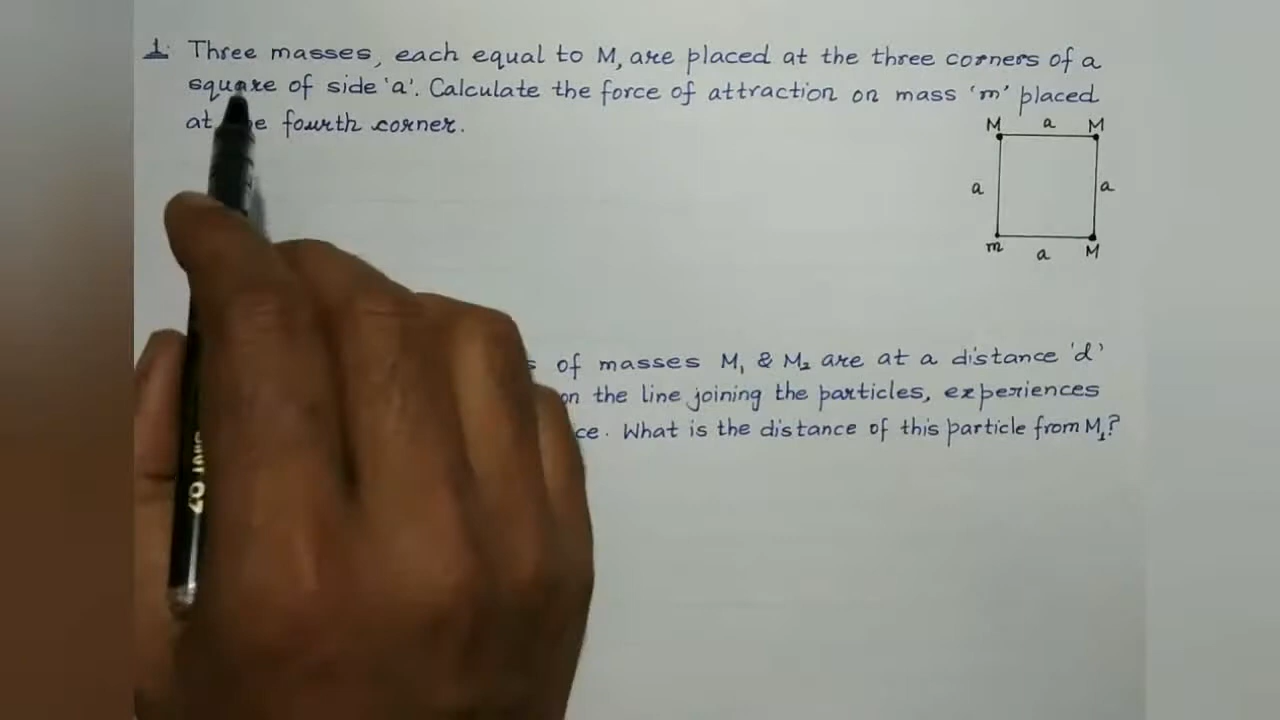 1. Three masses, each equal to M, are placed at the three corners of a
square of side 'a'. Calculate the force of attraction on mass 'm' placed
at fourth corner.
M a M
a a
m a M
of masses M₁ & M₂ are at a distance 'd'
on the line joining the particles, experiences
What is the distance of this particle from M₁?